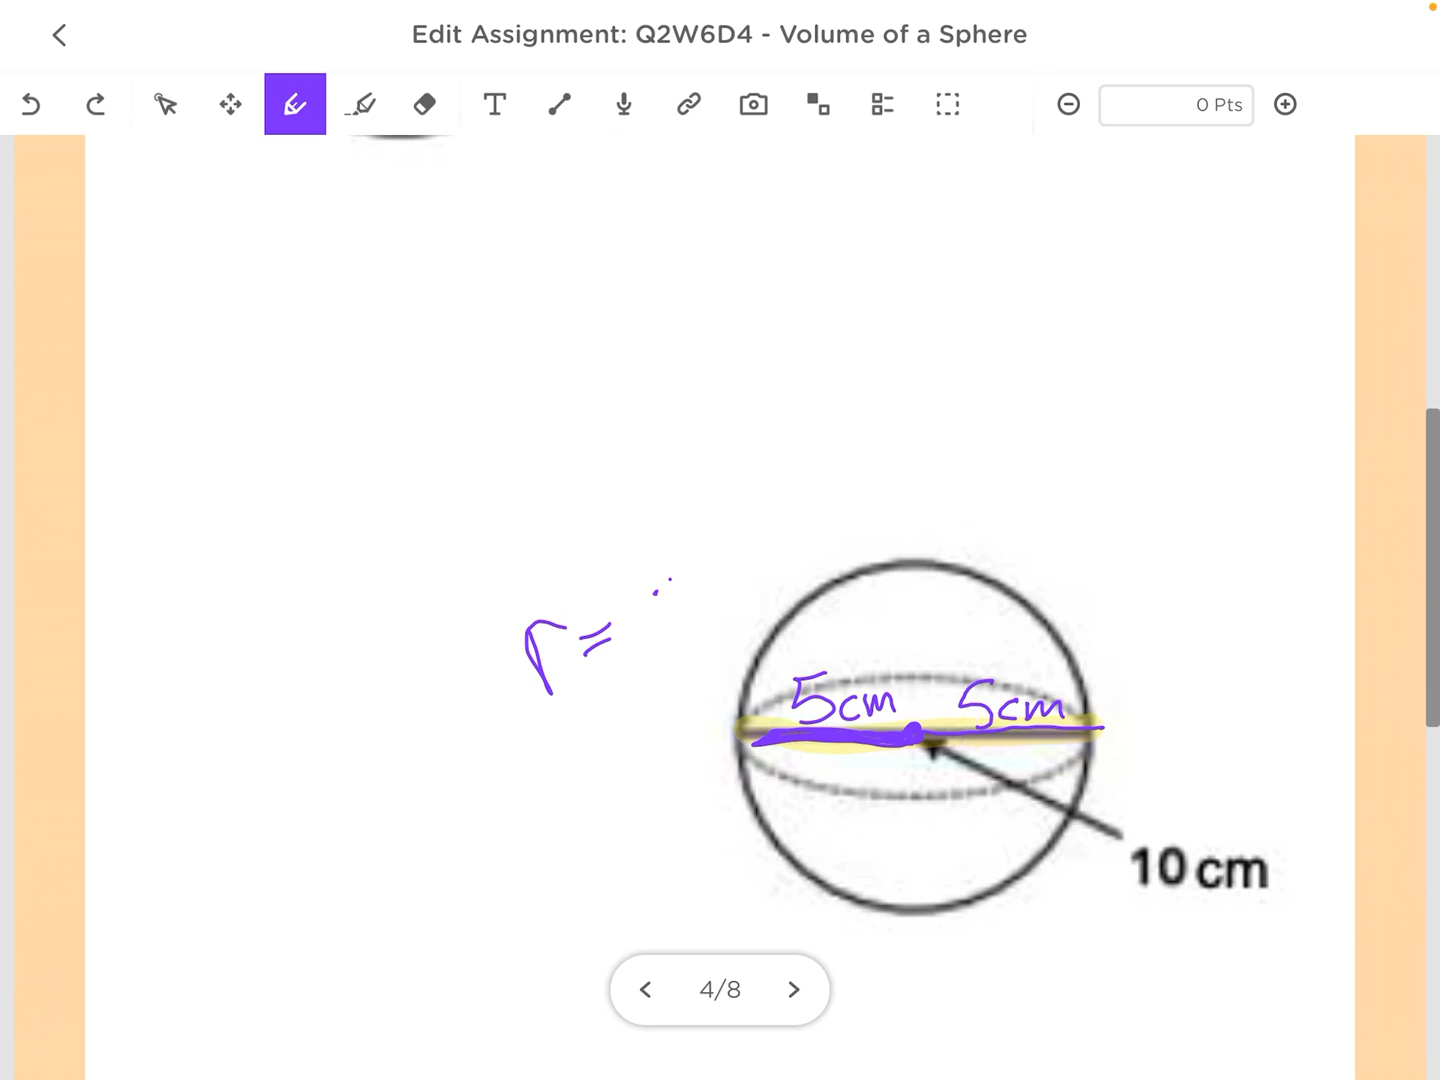 Edit Assignment: Q2W6D4 - Volume of a Sphere
T
0 Pts
r =
5cm 5cm
10 cm
4/8